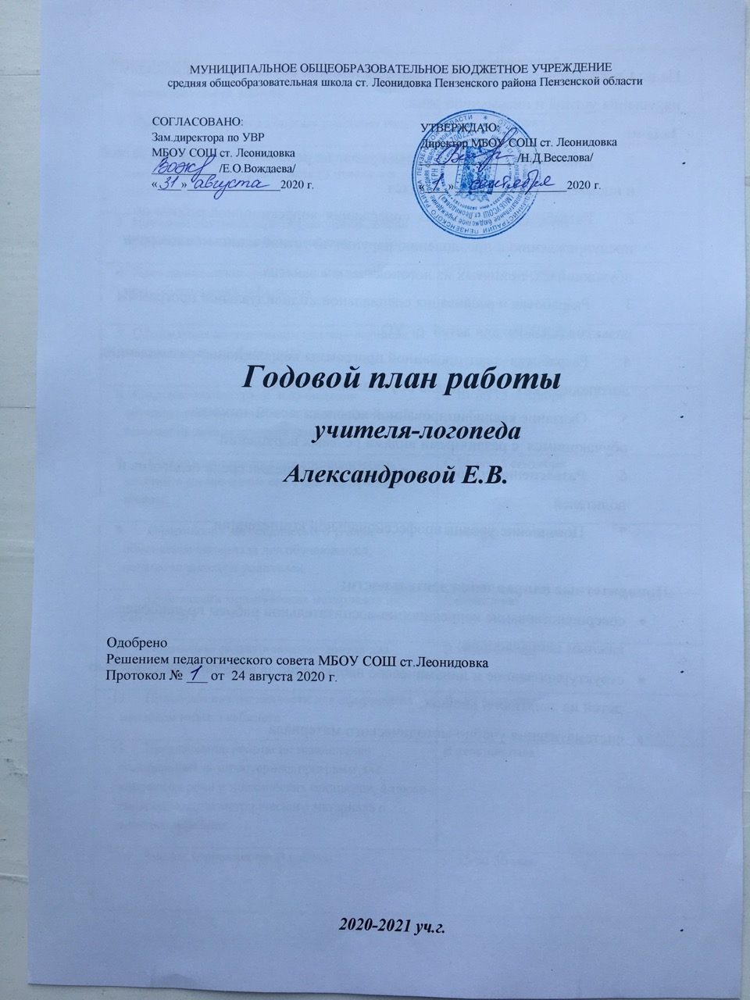 МУНИЦИПАЛЬНОЕ ОБЩЕОБРАЗОВАТЕЛЬНОЕ БЮДЖЕТНОЕ УЧРЕЖДЕНИЕ
средняя общеобразовательная школа ст. Леонидовка Пензенского района Пензенской области
СОГЛАСОВАНО:
Зам.директора по УВР
МБОУ СОШ ст. Леонидовка
/Е.О.Вождаева/
«31» августа 2020 г.
УТВЕРЖДАЮ:
Директор МБОУ СОШ ст. Леонидовка
/Н.Д.Веселова/
«1» сентября 2020 г.
Годовой план работы
учителя-логопеда
Александровой Е.В.
Одобрено
Решением педагогического совета МБОУ СОШ ст.Леонидовка
Протокол № 1 от 24 августа 2020 г.
2020-2021 уч.г.